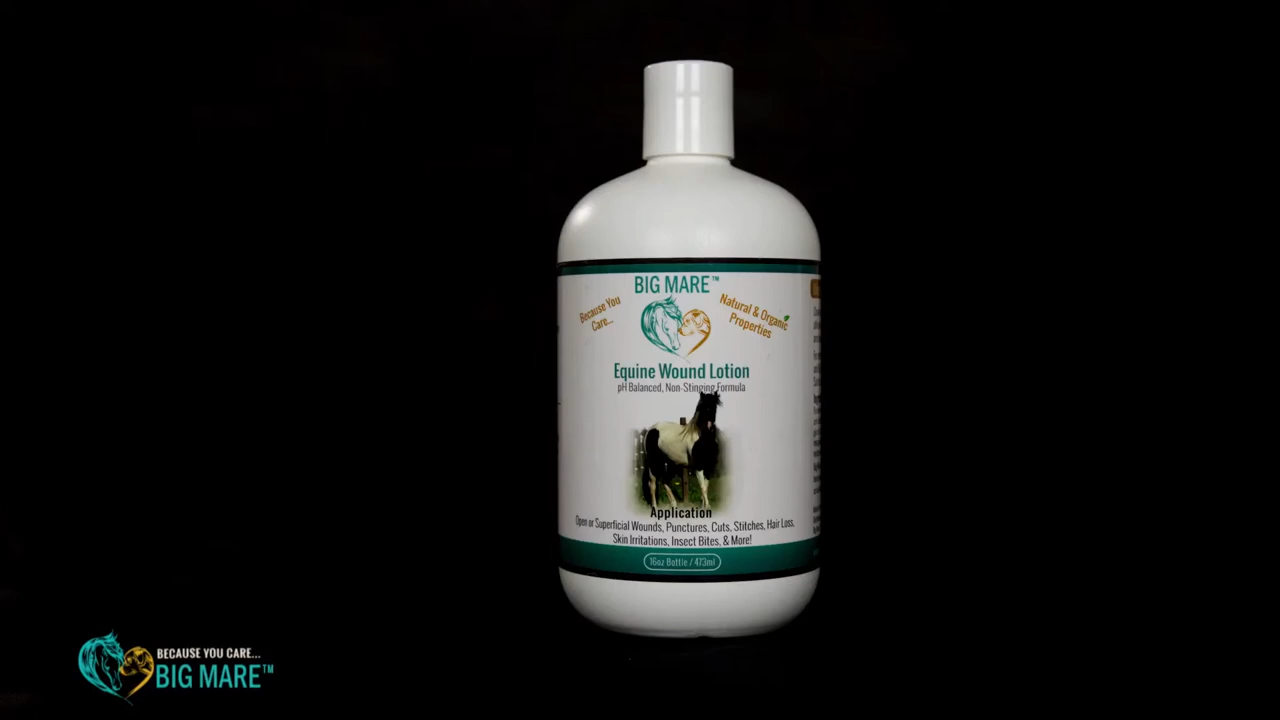 BIG MARE™
Because You
Care...
Natural & Organic
Properties
Equine Wound Lotion
pH Balanced, Non-Stinging Formula
Application
Open or Superficial Wounds, Punctures, Cuts, Stitches, Hair Loss,
Skin Irritations, Insect Bites, & More!
16oz Bottle / 473ml
BECAUSE YOU CARE...
BIG MARE™